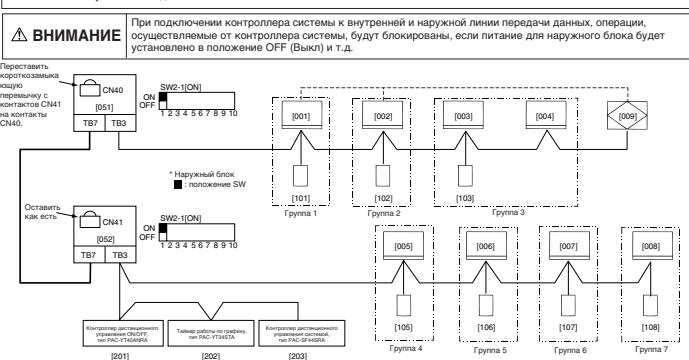 ВНИМАНИЕ
При подключении контроллера системы к внутренней и наружной линии передачи данных, операции,
осуществляемые от контроллера системы, будут блокированы, если питание для наружного блока будет
установлено в положение OFF (Выкл) и т.д.
Переставить
короткозамыка
ющую
перемычку с
контактов CN41
на контакты
CN40.
CN40
[051]
TB7 TB3
SW2-1[ON]
ON
OFF
1 2 3 4 5 6 7 8 9 10
[001]
[002]
[003]
[004]
[009]
[101]
[102]
[103]
Группа 1
Группа 2
Группа 3
* Наружный блок
: положение SW
Оставить
как есть
CN41
[052]
TB7 TB3
SW2-1[ON]
ON
OFF
1 2 3 4 5 6 7 8 9 10
[005]
[006]
[007]
[008]
[105]
[106]
[107]
[108]
Группа 4
Группа 5
Группа 6
Группа 7
Контроллер дистанционного
управления ON/OFF,
тип PAC-YT40ANRA
Таймер работы по графику,
тип PAC-YT34STA
Контроллер дистанционного
управления системой,
тип PAC-SF44SRA
[201]
[202]
[203]